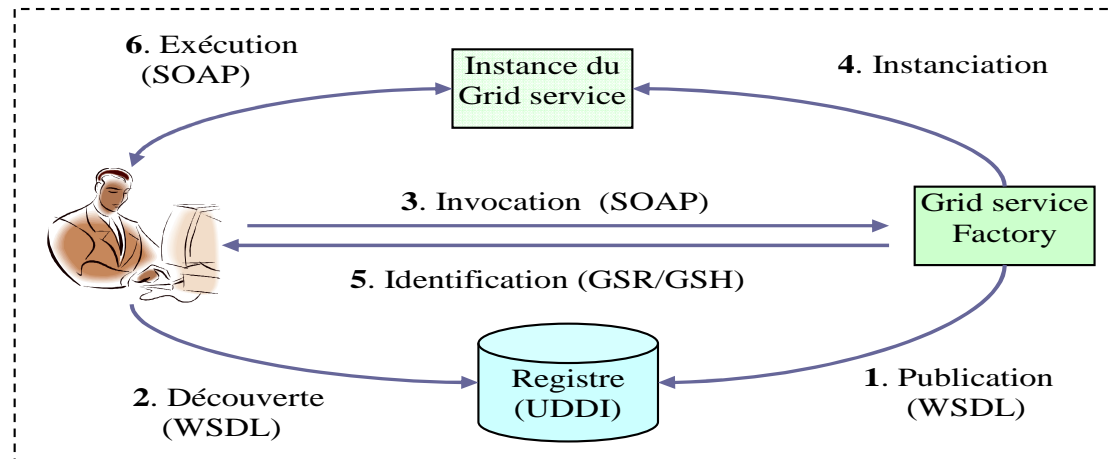 6. Exécution
(SOAP)
Instance du
Grid service
4. Instanciation
3. Invocation (SOAP)
Grid service
Factory
5. Identification (GSR/GSH)
Registre
(UDDI)
1. Publication
(WSDL)
2. Découverte
(WSDL)